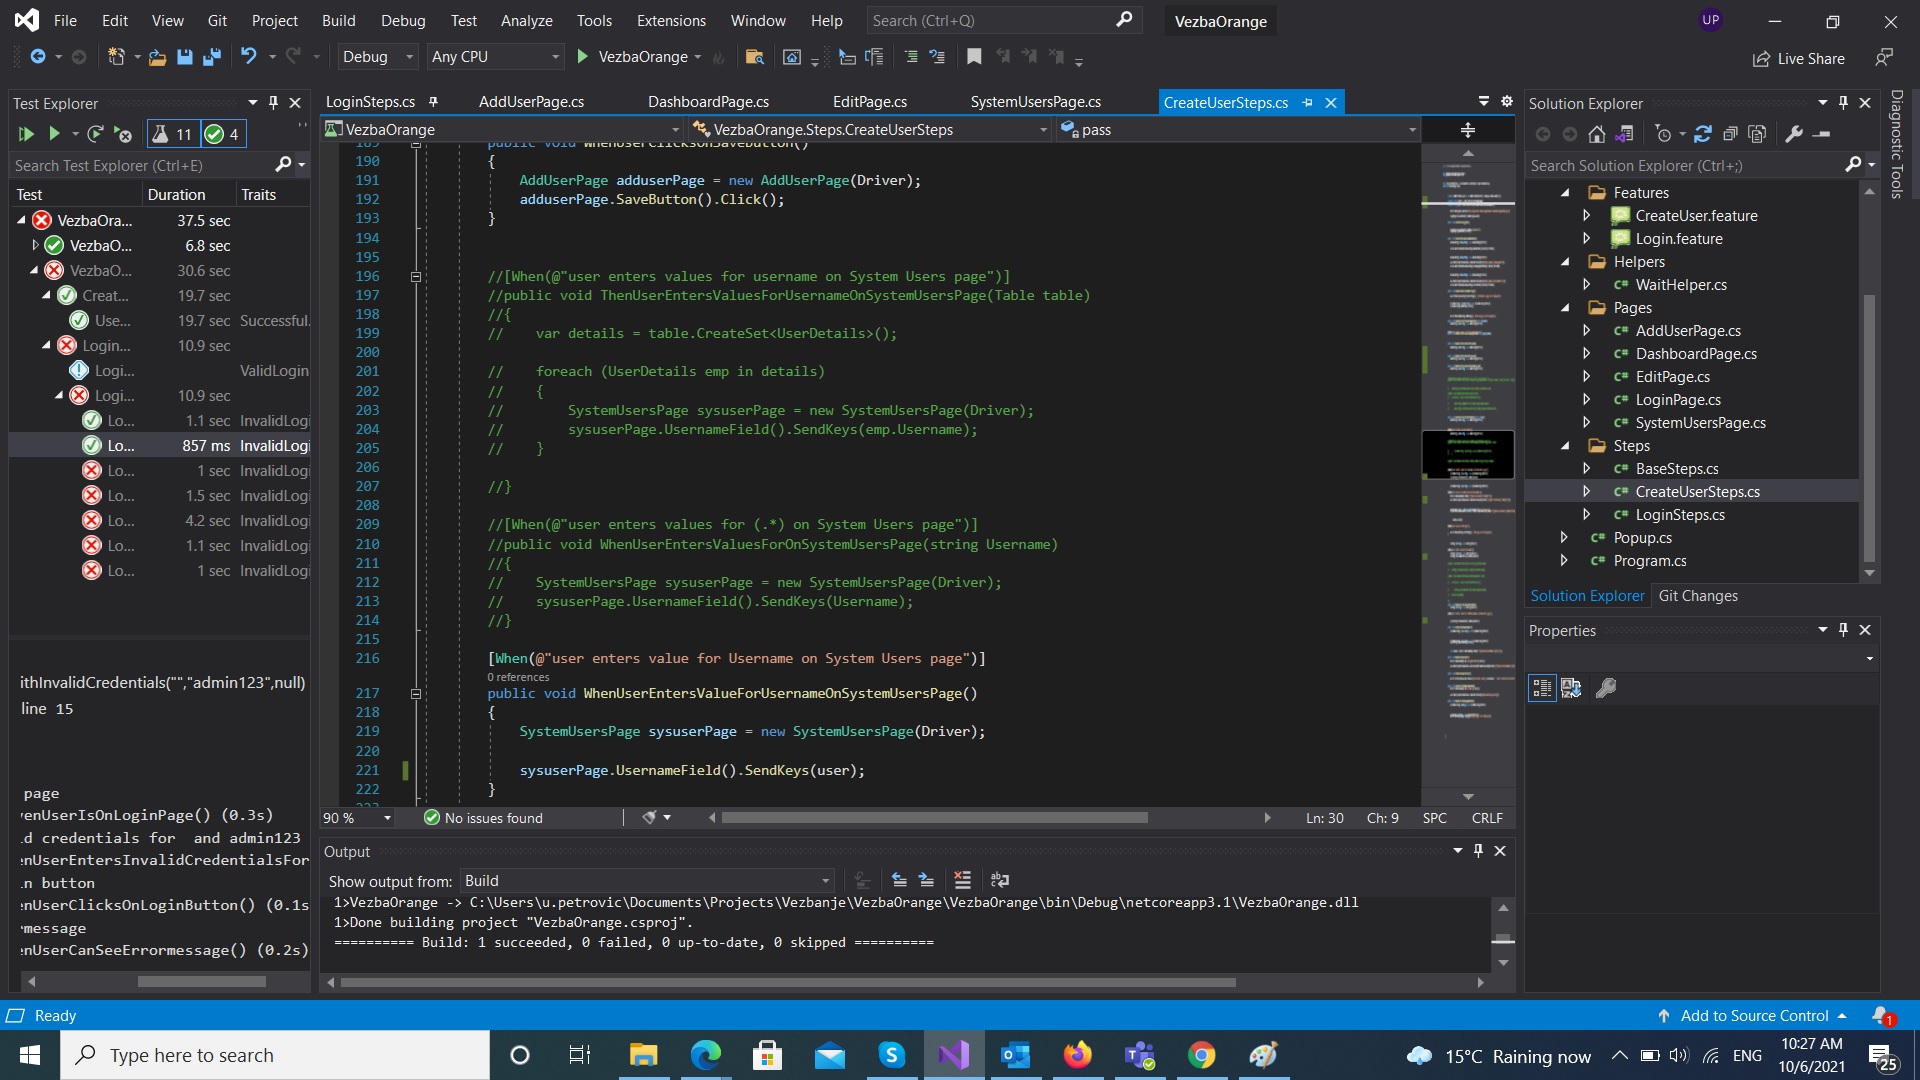 File Edit View Git Project Build Debug Test Analyze Tools Extensions Window Help Search (Ctrl+Q) VezbaOrange UP
Debug Any CPU VezbaOrange Live Share
Test Explorer
11 4
Search Test Explorer (Ctrl+E)
Test Duration Traits
VezbaOra... 37.5 sec
VezbaO... 6.8 sec
VezbaO... 30.6 sec
Creat... 19.7 sec
Use... 19.7 sec Successful.
Login... 10.9 sec
Logi... ValidLogin
Logi... 10.9 sec
Lo... 1.1 sec InvalidLogi
Lo... 857 ms InvalidLogi
Lo... 1 sec InvalidLogi
Lo... 1.5 sec InvalidLogi
Lo... 4.2 sec InvalidLogi
Lo... 1.1 sec InvalidLogi
Lo... 1 sec InvalidLogi
ithInvalidCredentials("","admin123",null)
line 15
page
enUserIsOnLoginPage() (0.3s)
d credentials for  and admin123
enUserEntersInvalidCredentialsFor
n button
enUserClicksOnLoginButton() (0.1s
message
enUserCanSeeErrormessage() (0.2s)
LoginSteps.cs AddUserPage.cs DashboardPage.cs EditPage.cs SystemUsersPage.cs CreateUserSteps.cs
VezbaOrange VezbaOrange.Steps.CreateUserSteps pass
189 public void WhenUserClicksOnSaveButton()
190 {
191 AddUserPage adduserPage = new AddUserPage(Driver);
192 adduserPage.SaveButton().Click();
193 }
194
195
196 //[When(@"user enters values for username on System Users page")]
197 //public void ThenUserEntersValuesForUsernameOnSystemUsersPage(Table table)
198 //{
199 // var details = table.CreateSet<UserDetails>();
200
201 // foreach (UserDetails emp in details)
202 // {
203 // SystemUsersPage sysuserPage = new SystemUsersPage(Driver);
204 // sysuserPage.UsernameField().SendKeys(emp.Username);
205 // }
206
207 //}
208
209 //[When(@"user enters values for (.*) on System Users page")]
210 //public void WhenUserEntersValuesForOnSystemUsersPage(string Username)
211 //{
212 // SystemUsersPage sysuserPage = new SystemUsersPage(Driver);
213 // sysuserPage.UsernameField().SendKeys(Username);
214 //}
215
216 [When(@"user enters value for Username on System Users page")]
0 references
217 public void WhenUserEntersValueForUsernameOnSystemUsersPage()
218 {
219 SystemUsersPage sysuserPage = new SystemUsersPage(Driver);
220
221 sysuserPage.UsernameField().SendKeys(user);
222 }
90 % No issues found Ln: 30 Ch: 9 SPC CRLF
Output
Show output from: Build
1>VezbaOrange -> C:\Users\u.petrovic\Documents\Projects\Vezbanje\VezbaOrange\VezbaOrange\bin\Debug\netcoreapp3.1\VezbaOrange.dll
1>Done building project "VezbaOrange.csproj".
========== Build: 1 succeeded, 0 failed, 0 up-to-date, 0 skipped ==========
Solution Explorer
Search Solution Explorer (Ctrl+;)
Features
CreateUser.feature
Login.feature
Helpers
C# WaitHelper.cs
Pages
C# AddUserPage.cs
C# DashboardPage.cs
C# EditPage.cs
C# LoginPage.cs
C# SystemUsersPage.cs
Steps
C# BaseSteps.cs
C# CreateUserSteps.cs
C# LoginSteps.cs
C# Popup.cs
C# Program.cs
Solution Explorer Git Changes
Properties
Diagnostic Tools
Ready Add to Source Control 1
Type here to search 15°C Raining now ENG 10:27 AM
10/6/2021 25